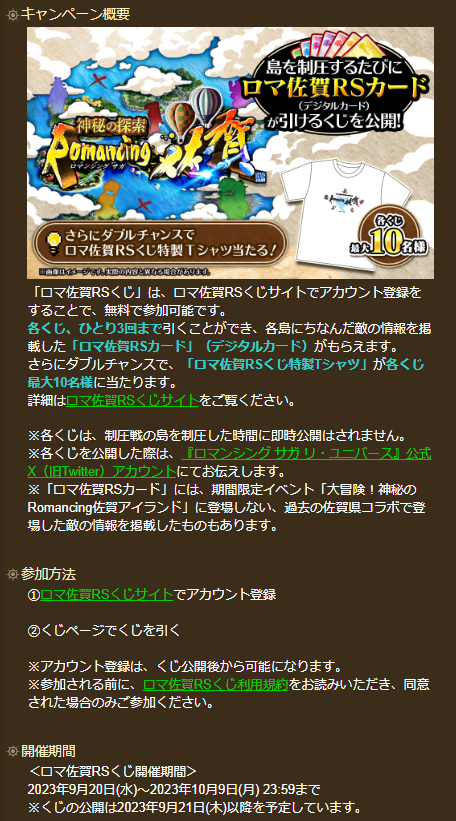 キャンペーン概要
島を制圧するたびに
ロマ佐賀RSカード
(デジタルカード)
が引けるくじを公開!
神秘の探索
Romancing 佐賀
ロマンシング サガ
各くじ
最大10名様
さらにダブルチャンスで
ロマ佐賀RSくじ特製Tシャツ当たる!
※画像はイメージです。実際の内容と異なる場合があります。
「ロマ佐賀RSくじ」は、ロマ佐賀RSくじサイトでアカウント登録を
することで、無料で参加可能です。
各くじ、ひとり3回まで引くことができ、各島にちなんだ敵の情報を掲
載した「ロマ佐賀RSカード」（デジタルカード）がもらえます。
さらにダブルチャンスで、「ロマ佐賀RSくじ特製Tシャツ」が各くじ
最大10名様に当たります。
詳細はロマ佐賀RSくじサイトをご覧ください。
※各くじは、制圧戦の島を制圧した時間に即時公開はされません。
※各くじを公開した際は、『ロマンシング サガ リ・ユニバース』公式
X（旧Twitter）アカウントにてお伝えします。
※「ロマ佐賀RSカード」には、期間限定イベント「大冒険！神秘の
Romancing佐賀アイランド」に登場しない、過去の佐賀県コラボで登
場した敵の情報を掲載したものもあります。
参加方法
①ロマ佐賀RSくじサイトでアカウント登録
②くじページでくじを引く
※アカウント登録は、くじ公開後から可能になります。
※参加される前に、ロマ佐賀RSくじ利用規約をお読みいただき、同意
された場合のみご参加ください。
開催期間
＜ロマ佐賀RSくじ開催期間＞
2023年9月20日(水)～2023年10月9日(月) 23:59まで
※くじの公開は2023年9月21日(木)以降を予定しています。